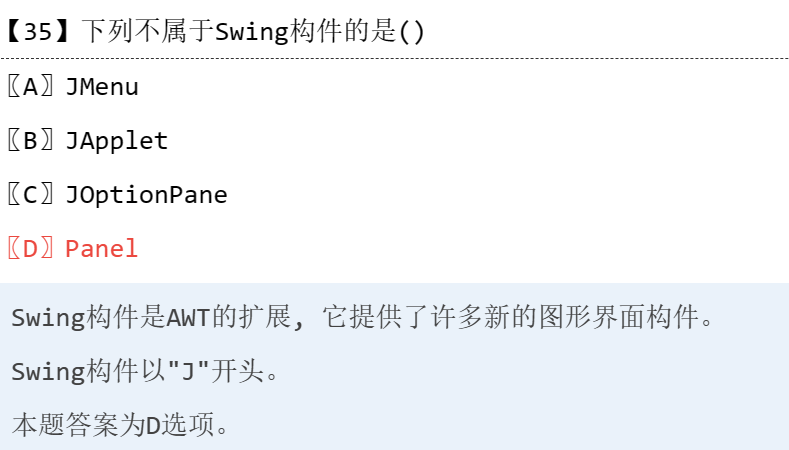 【35】下列不属于Swing构件的是()
〖A〗JMenu
〖B〗JApplet
〖C〗JOptionPane
〖D〗Panel
Swing构件是AWT的扩展, 它提供了许多新的图形界面构件。
Swing构件以"J"开头。
本题答案为D选项。